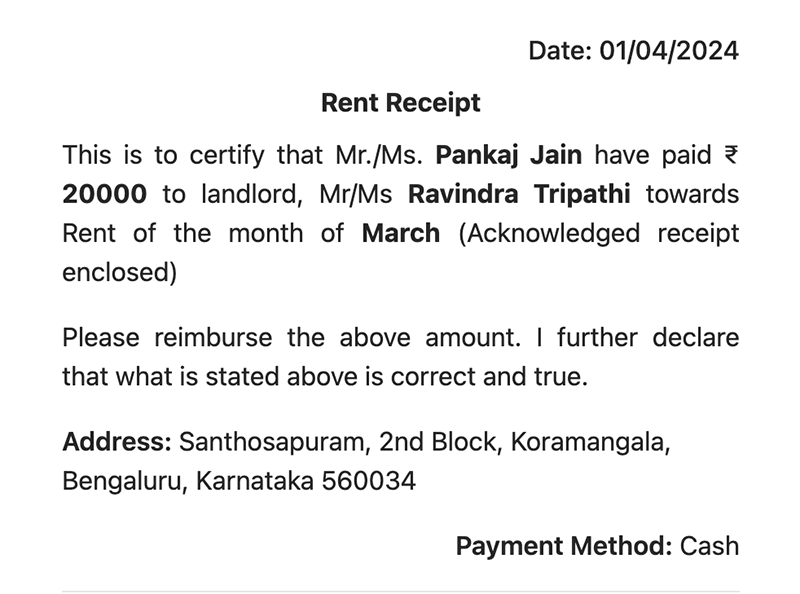 Date: 01/04/2024
Rent Receipt
This is to certify that Mr./Ms. Pankaj Jain have paid ₹
20000 to landlord, Mr/Ms Ravindra Tripathi towards
Rent of the month of March (Acknowledged receipt
enclosed)
Please reimburse the above amount. I further declare
that what is stated above is correct and true.
Address: Santhosapuram, 2nd Block, Koramangala,
Bengaluru, Karnataka 560034
Payment Method: Cash